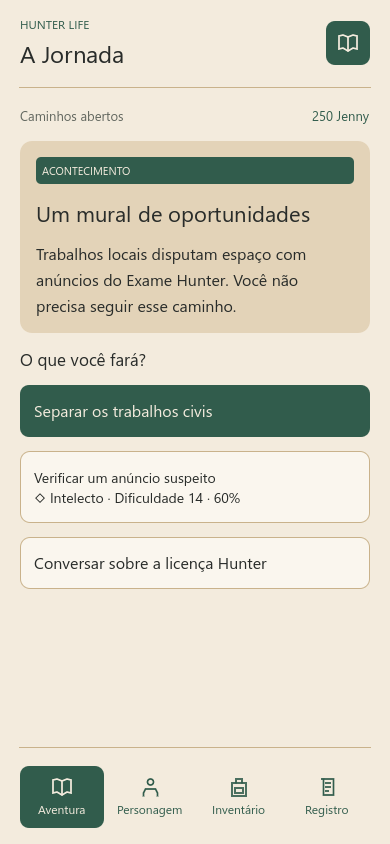 HUNTER LIFE
A Jornada
Caminhos abertos
250 Jenny
ACONTECIMENTO
Um mural de oportunidades
Trabalhos locais disputam espaço com
anúncios do Exame Hunter. Você não
precisa seguir esse caminho.
O que você fará?
Separar os trabalhos civis
Verificar um anúncio suspeito
◇ Intelecto · Dificuldade 14 · 60%
Conversar sobre a licença Hunter
Aventura
Personagem
Inventário
Registro